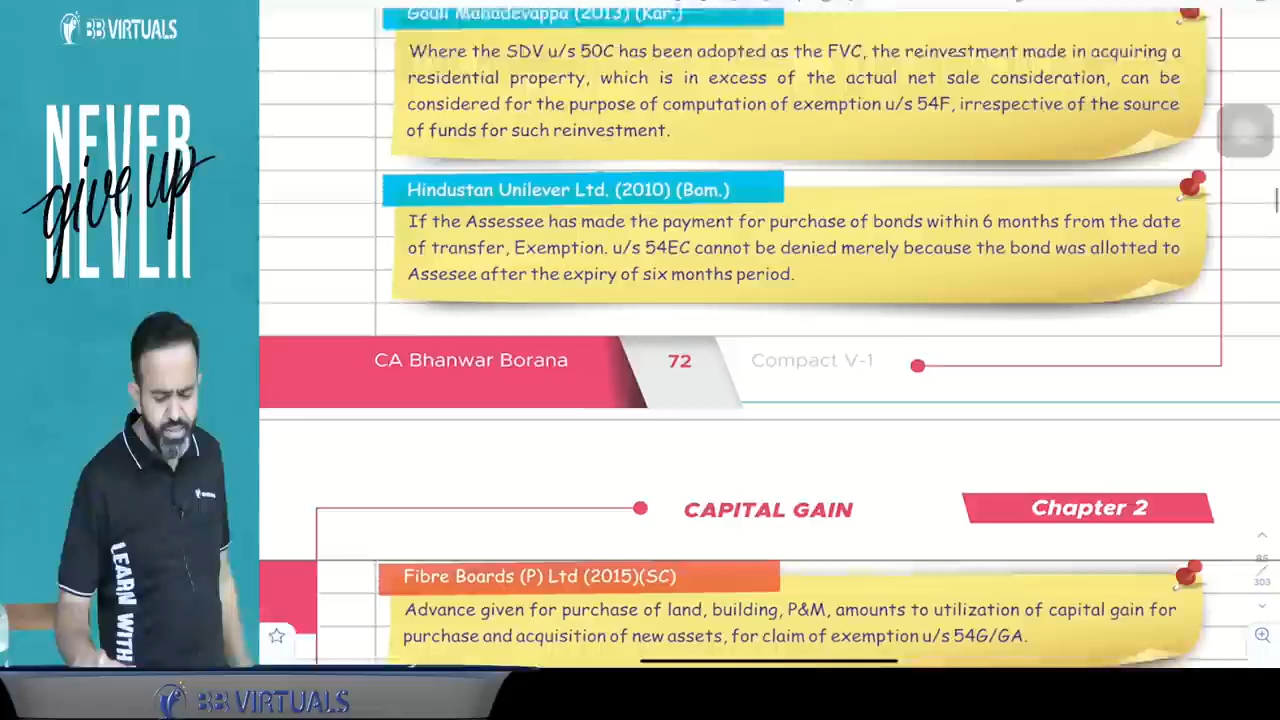 BB VIRTUALS
NEVER
give up
NEVER
Gouli Mahadevappa (2013) (Kar.)
Where the SDV u/s 50C has been adopted as the FVC, the reinvestment made in acquiring a
residential property, which is in excess of the actual net sale consideration, can be
considered for the purpose of computation of exemption u/s 54F, irrespective of the source
of funds for such reinvestment.
Hindustan Unilever Ltd. (2010) (Bom.)
If the Assessee has made the payment for purchase of bonds within 6 months from the date
of transfer, Exemption. u/s 54EC cannot be denied merely because the bond was allotted to
Assesee after the expiry of six months period.
CA Bhanwar Borana
72
Compact V-1
CAPITAL GAIN
Chapter 2
Fibre Boards (P) Ltd (2015)(SC)
Advance given for purchase of land, building, P&M, amounts to utilization of capital gain for
purchase and acquisition of new assets, for claim of exemption u/s 54G/GA.
303
LEARN WITH
BB VIRTUALS